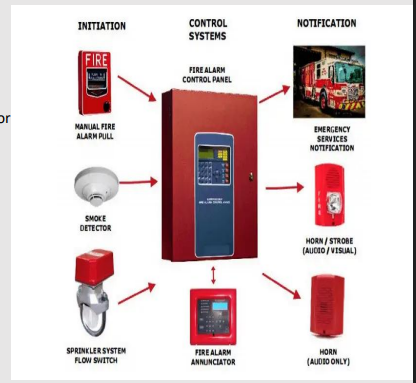 INITIATION
CONTROL
SYSTEMS
NOTIFICATION
FIRE ALARM
CONTROL PANEL
FIRE
or
MANUAL FIRE
ALARM PULL
EMERGENCY
SERVICES
NOTIFICATION
SMOKE
DETECTOR
FIRE
HORN / STROBE
(AUDIO / VISUAL)
SPRINKLER SYSTEM
FLOW SWITCH
FIRE ALARM
ANNUNCIATOR
HORN
(AUDIO ONLY)